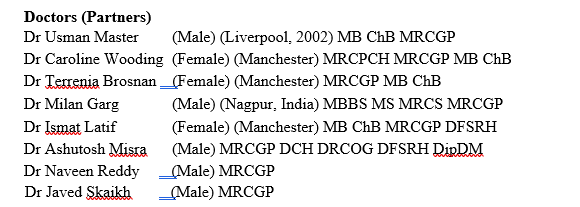 Doctors (Partners)
Dr Usman Master (Male) (Liverpool, 2002) MB ChB MRCGP
Dr Caroline Wooding (Female) (Manchester) MRCPCH MRCGP MB ChB
Dr Terrenia Brosnan (Female) (Manchester) MRCGP MB ChB
Dr Milan Garg (Male) (Nagpur, India) MBBS MS MRCS MRCGP
Dr Ismat Latif (Female) (Manchester) MB ChB MRCGP DFSRH
Dr Ashutosh Misra (Male) MRCGP DCH DRCOG DFSRH DipDM
Dr Naveen Reddy (Male) MRCGP
Dr Javed Skaikh (Male) MRCGP